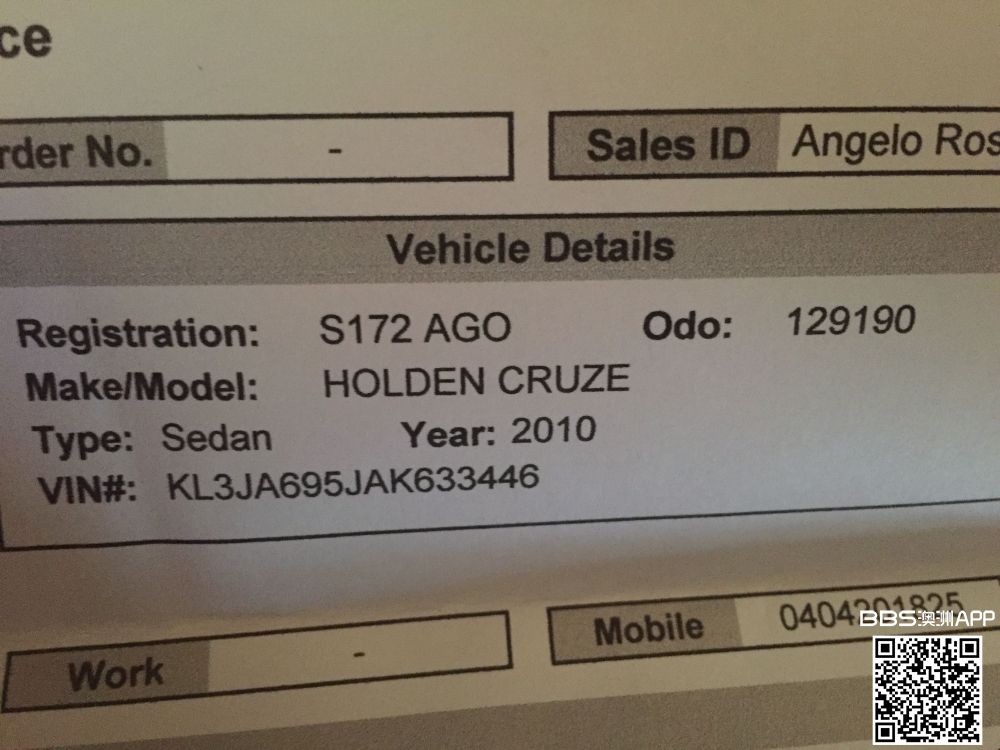 ce
rder No. -
Sales ID Angelo Ros
Vehicle Details
Registration: S172 AGO Odo: 129190
Make/Model: HOLDEN CRUZE
Type: Sedan Year: 2010
VIN#: KL3JA695JAK633446
Work -
Mobile 0404201825
BBS澳洲APP